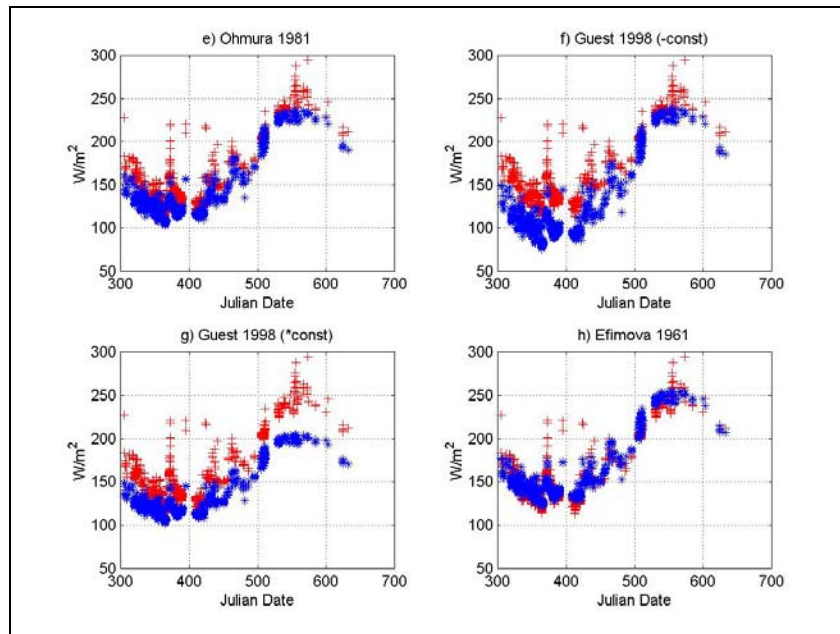 e) Ohmura 1981
300
250
200
150
100
50
W/m²
300 400 500 600 700
Julian Date
f) Guest 1998 (-const)
300
250
200
150
100
50
W/m²
300 400 500 600 700
Julian Date
g) Guest 1998 (*const)
300
250
200
150
100
50
W/m²
300 400 500 600 700
Julian Date
h) Efimova 1961
300
250
200
150
100
50
W/m²
300 400 500 600 700
Julian Date